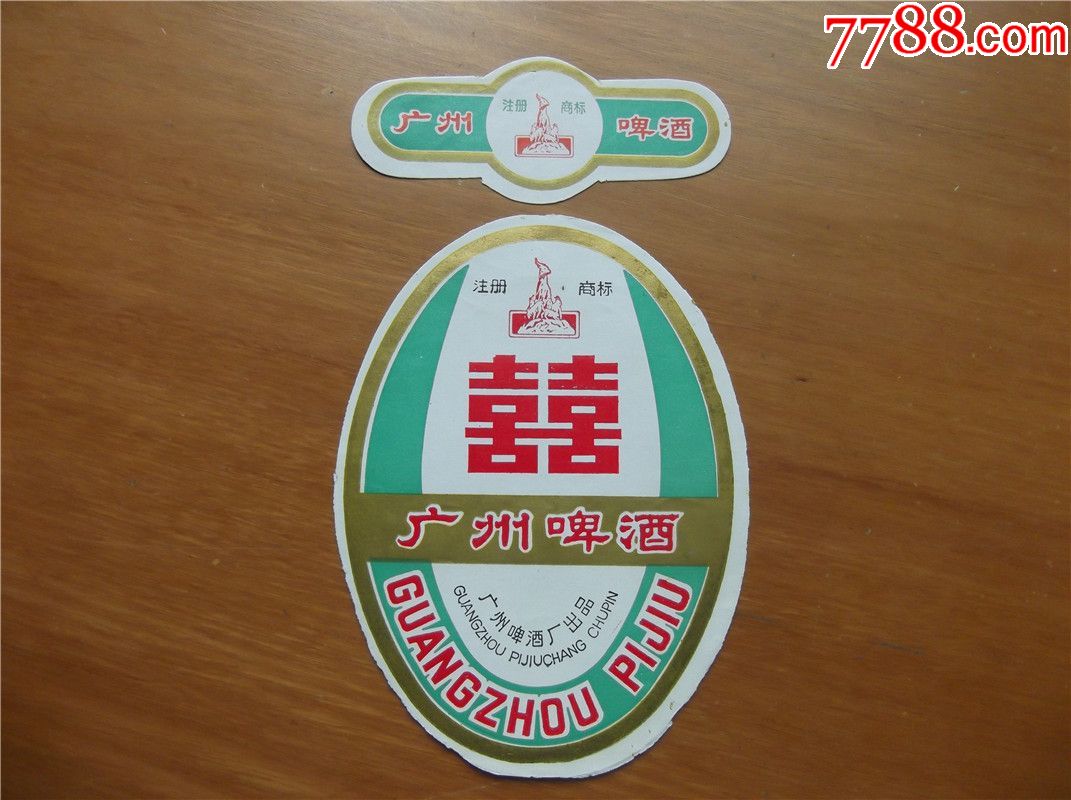 7788.com
注册 商标
广州 啤酒
注册 商标
囍
广州啤酒
广州啤酒厂出品
GUANGZHOU PIJIUCHANG CHUPIN
GUANGZHOU PIJIU